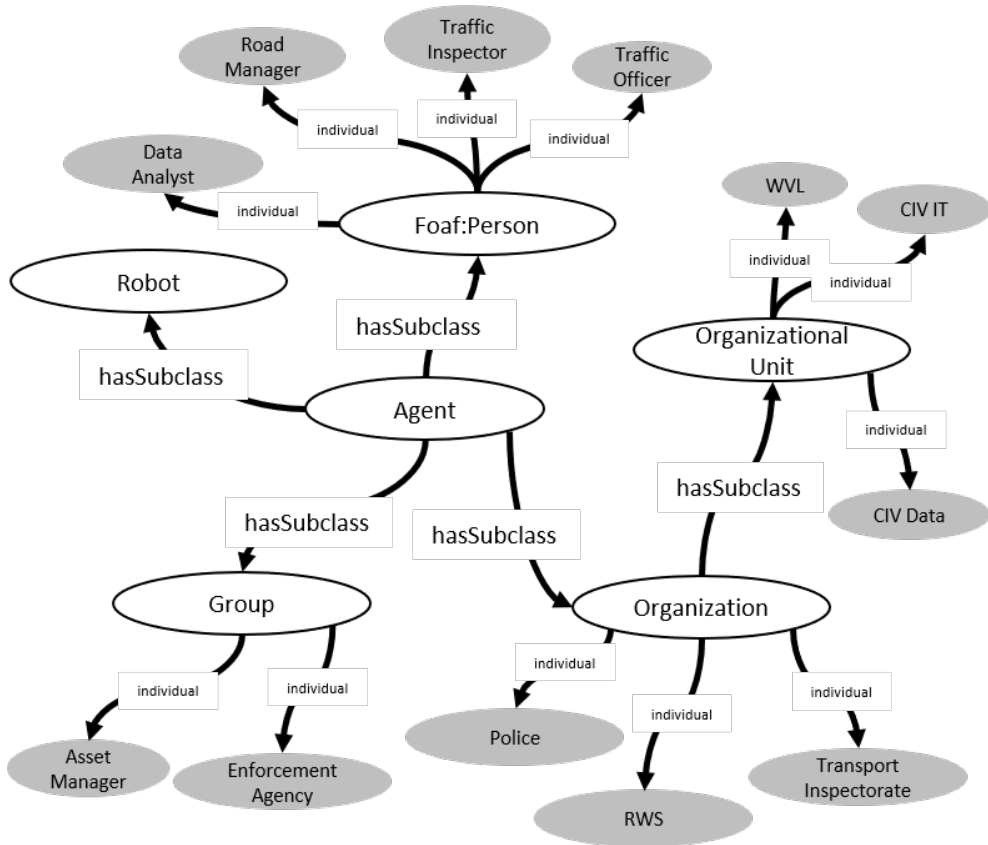 Traffic
Inspector
Road
Manager
Traffic
Officer
individual
individual
individual
Data
Analyst
individual
Foaf:Person
WVL
CIV IT
individual
individual
Robot
hasSubclass
hasSubclass
Organizational
Unit
Agent
individual
hasSubclass
CIV Data
hasSubclass
hasSubclass
Group
Organization
individual
individual
individual
individual
individual
Police
Asset
Manager
Enforcement
Agency
RWS
Transport
Inspectorate